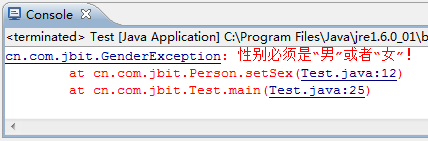 Console
<terminated> Test [Java Application] C:\Program Files\Java\jre1.6.0_01\b
cn.com.jbit.GenderException: 性别必须是“男”或者“女”！
at cn.com.jbit.Person.setSex(Test.java:12)
at cn.com.jbit.Test.main(Test.java:25)